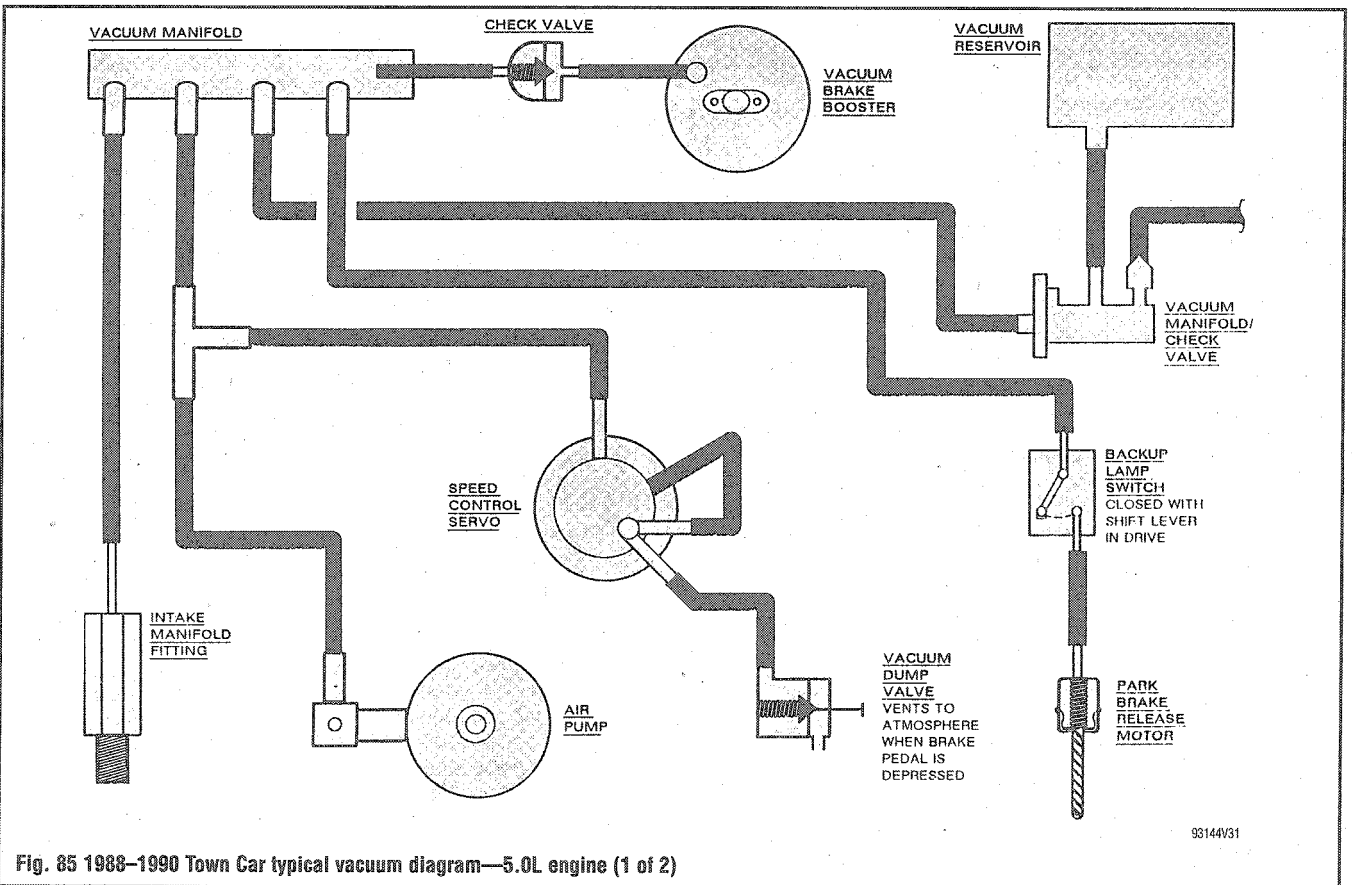 VACUUM MANIFOLD
CHECK VALVE
VACUUM
BRAKE
BOOSTER
VACUUM
RESERVOIR
VACUUM
MANIFOLD/
CHECK
VALVE
SPEED
CONTROL
SERVO
BACKUP
LAMP
SWITCH
CLOSED WITH
SHIFT LEVER
IN DRIVE
INTAKE
MANIFOLD
FITTING
AIR
PUMP
VACUUM
DUMP
VALVE
VENTS TO
ATMOSPHERE
WHEN BRAKE
PEDAL IS
DEPRESSED
PARK
BRAKE
RELEASE
MOTOR
93144V31
Fig. 85 1988–1990 Town Car typical vacuum diagram—5.0L engine (1 of 2)